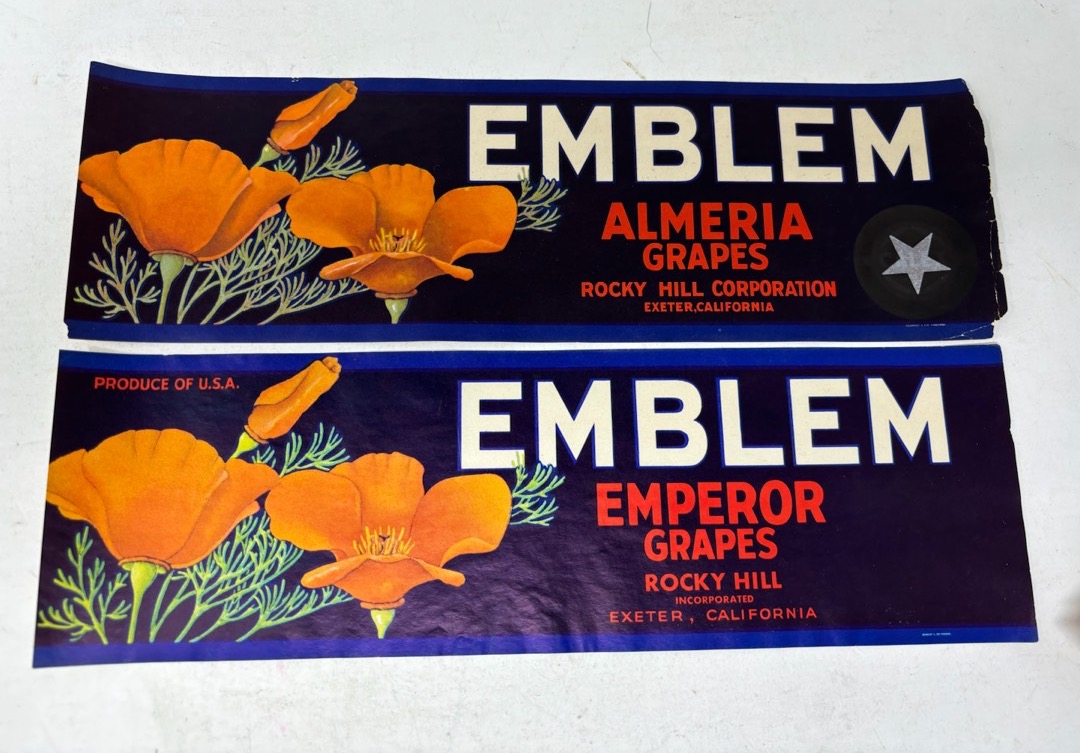 EMBLEM
ALMERIA
GRAPES
ROCKY HILL CORPORATION
EXETER, CALIFORNIA
PRODUCE OF U.S.A.
EMBLEM
EMPEROR
GRAPES
ROCKY HILL
INCORPORATED
EXETER, CALIFORNIA